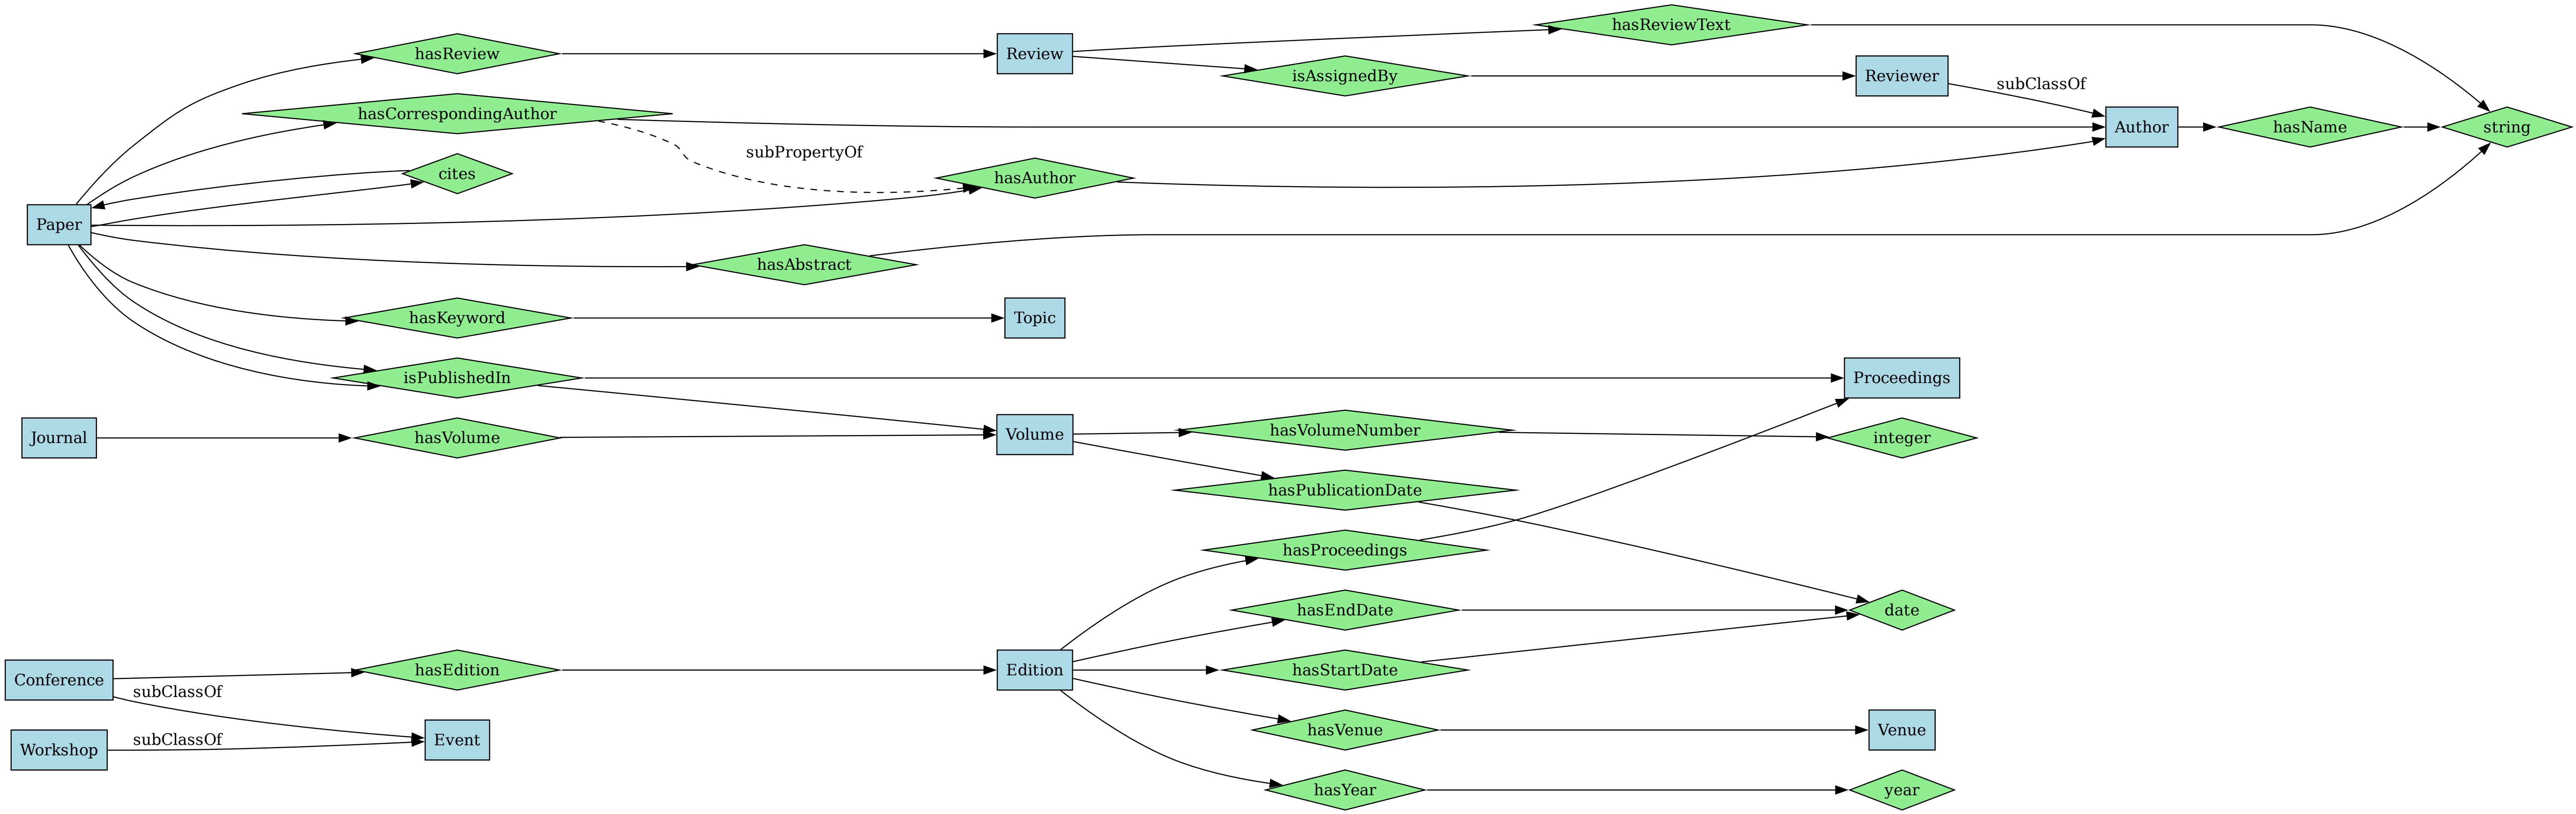 hasReviewText
hasReview
Review
isAssignedBy
Reviewer
subClassOf
hasCorrespondingAuthor
Author
hasName
string
subPropertyOf
cites
hasAuthor
Paper
hasAbstract
hasKeyword
Topic
isPublishedIn
Proceedings
Journal
hasVolume
Volume
hasVolumeNumber
integer
hasPublicationDate
hasProceedings
hasEndDate
date
Conference
hasEdition
Edition
hasStartDate
subClassOf
Workshop
subClassOf
Event
hasVenue
Venue
hasYear
year